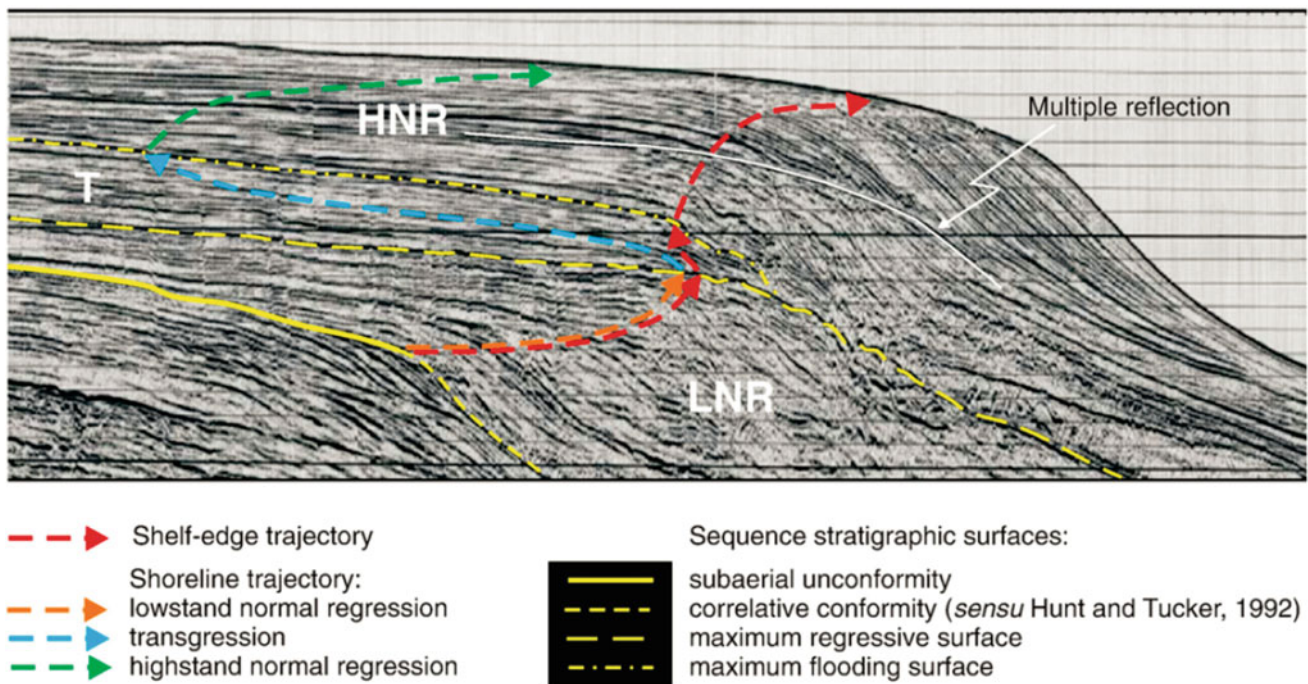 Multiple reflection
HNR
T
LNR
Shelf-edge trajectory
Shoreline trajectory:
lowstand normal regression
transgression
highstand normal regression
Sequence stratigraphic surfaces:
subaerial unconformity
correlative conformity (sensu Hunt and Tucker, 1992)
maximum regressive surface
maximum flooding surface